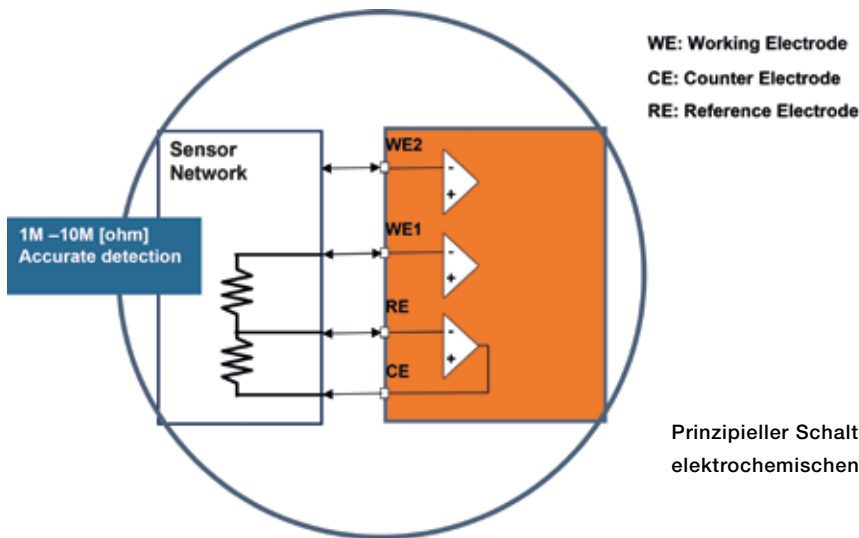 WE: Working Electrode
CE: Counter Electrode
RE: Reference Electrode
Sensor
Network
1M –10M [ohm]
Accurate detection
WE2
-
+
WE1
-
+
RE
-
+
CE
Prinzipieller Schalt
elektrochemischen